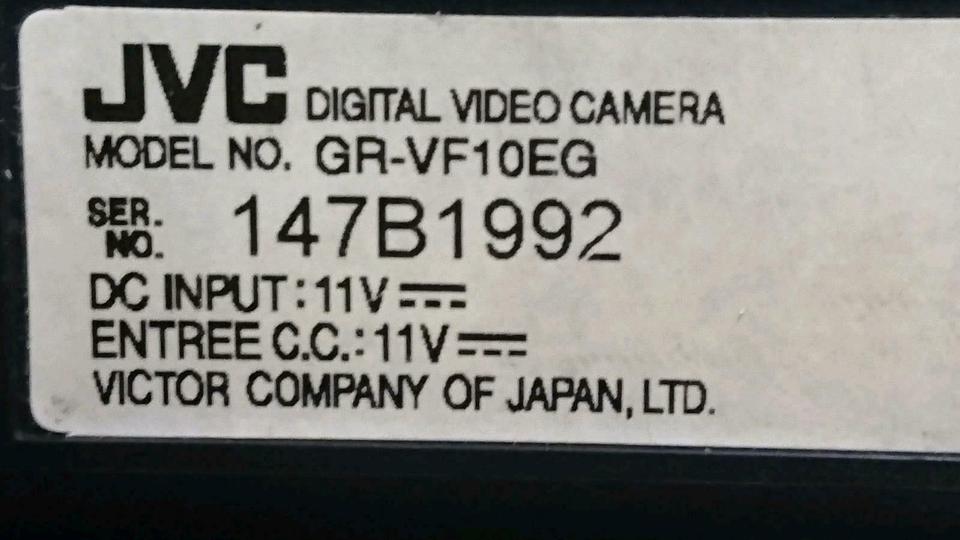 JVC DIGITAL VIDEO CAMERA
MODEL NO. GR-VF10EG
SER. NO. 147B1992
DC INPUT : 11V ⎓
ENTREE C.C. : 11V ⎓
VICTOR COMPANY OF JAPAN, LTD.